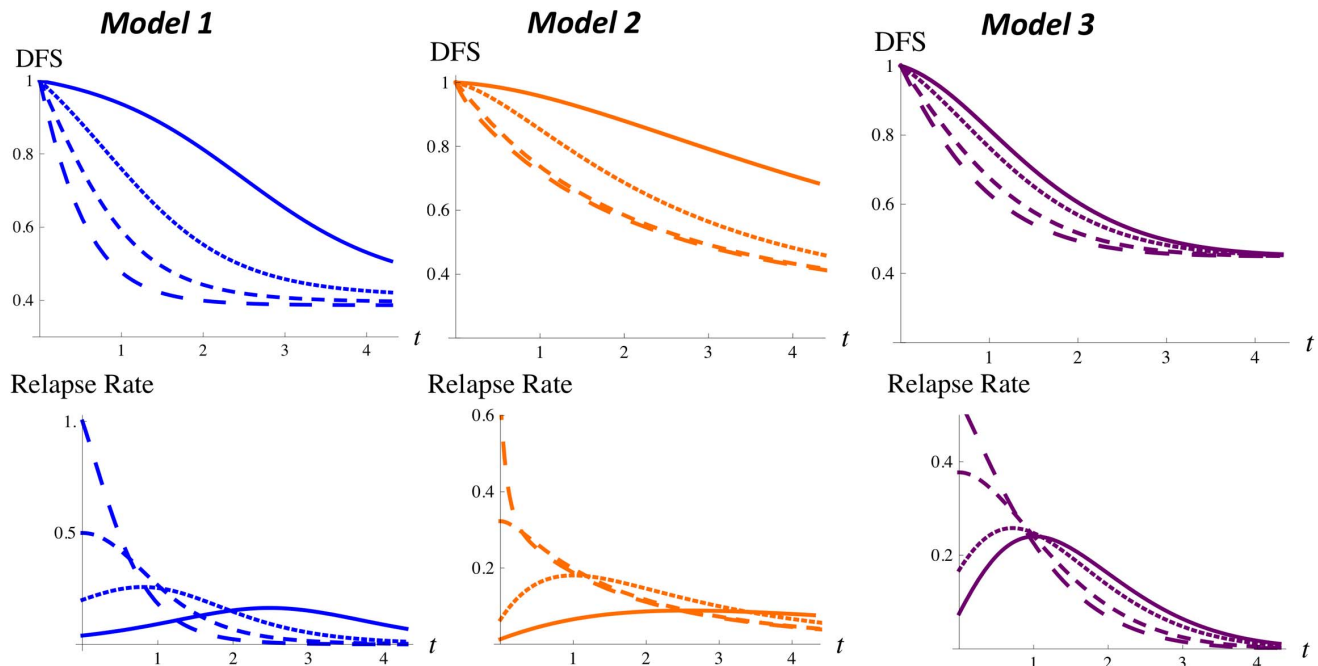 Model 1 Model 2 Model 3
DFS DFS DFS
1 1 1.0
0.8 0.8 0.8
0.6 0.6 0.6
0.4 0.4 0.4
1 2 3 4 t 1 2 3 4 t 1 2 3 4 t
Relapse Rate Relapse Rate Relapse Rate
1. 0.6
0.4 0.4
0.5
0.2 0.2
1 2 3 4 t 1 2 3 4 t 1 2 3 4 t